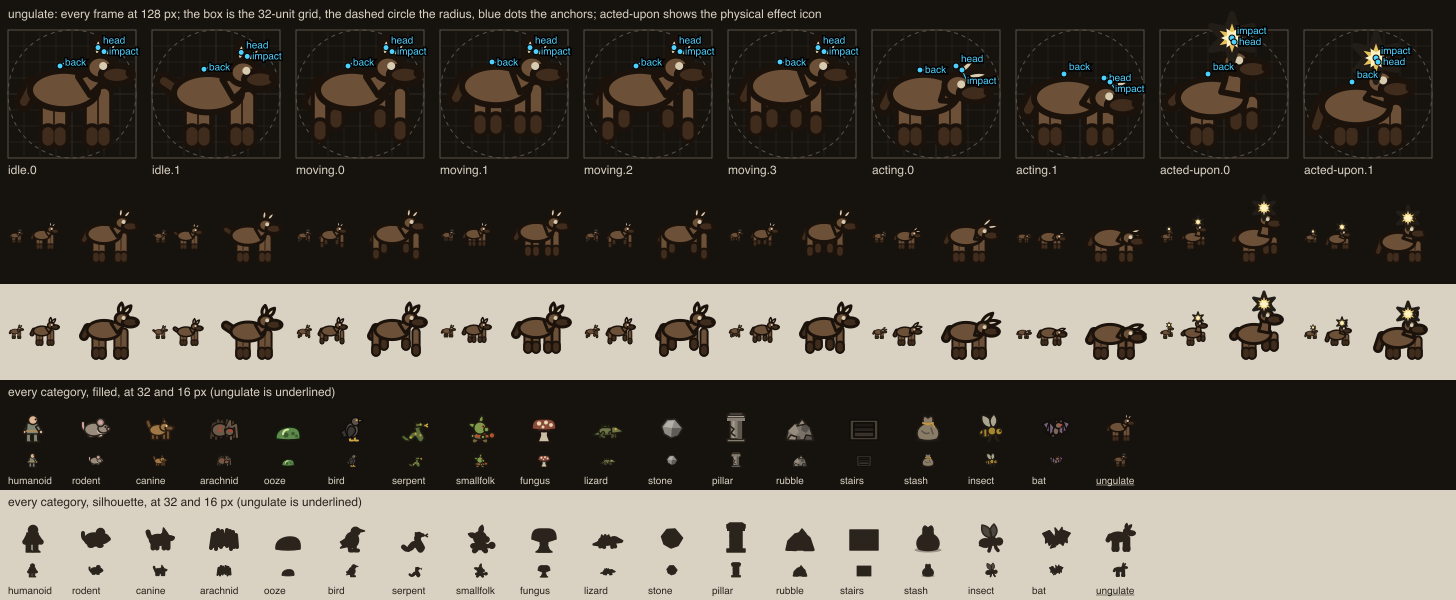 ungulate: every frame at 128 px; the box is the 32-unit grid, the dashed circle the radius, blue dots the anchors; acted-upon shows the physical effect icon
head impact back
head impact back
head impact back
head impact back
head impact back
head impact back
head back impact
back head impact
impact head back
impact head back
idle.0 idle.1 moving.0 moving.1 moving.2 moving.3 acting.0 acting.1 acted-upon.0 acted-upon.1
every category, filled, at 32 and 16 px (ungulate is underlined)
humanoid rodent canine arachnid ooze bird serpent smallfolk fungus lizard stone pillar rubble stairs stash insect bat ungulate
every category, silhouette, at 32 and 16 px (ungulate is underlined)
humanoid rodent canine arachnid ooze bird serpent smallfolk fungus lizard stone pillar rubble stairs stash insect bat ungulate